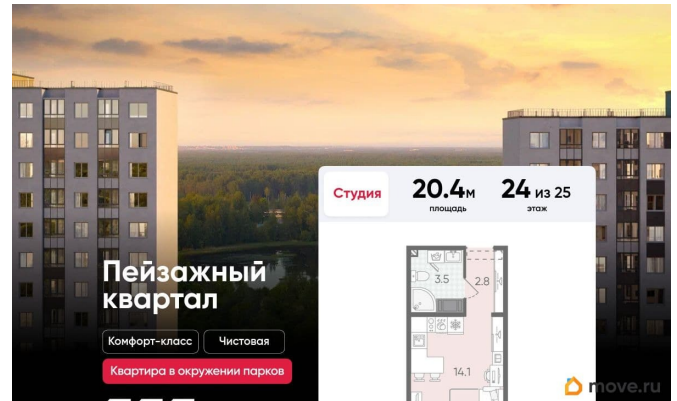 Студия
20.4м
площадь
24 из 25
этаж
Пейзажный
квартал
Комфорт-класс
Чистовая
Квартира в окружении парков
3.5
2.8
14.1
move.ru